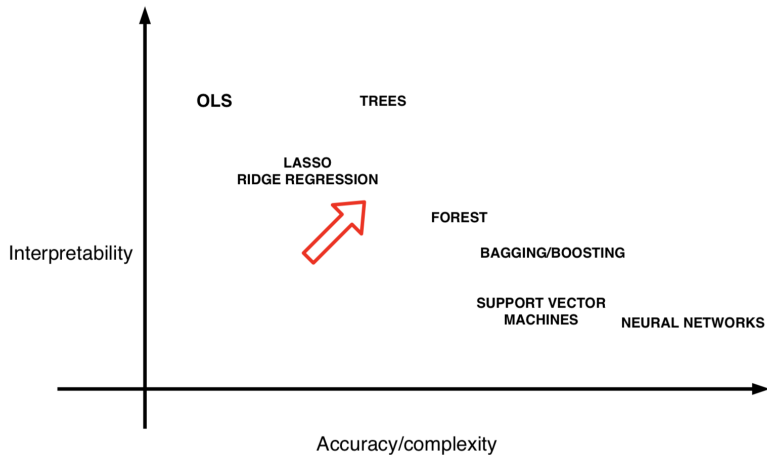 OLS
TREES
LASSO
RIDGE REGRESSION
FOREST
Interpretability
BAGGING/BOOSTING
SUPPORT VECTOR
MACHINES
NEURAL NETWORKS
Accuracy/complexity